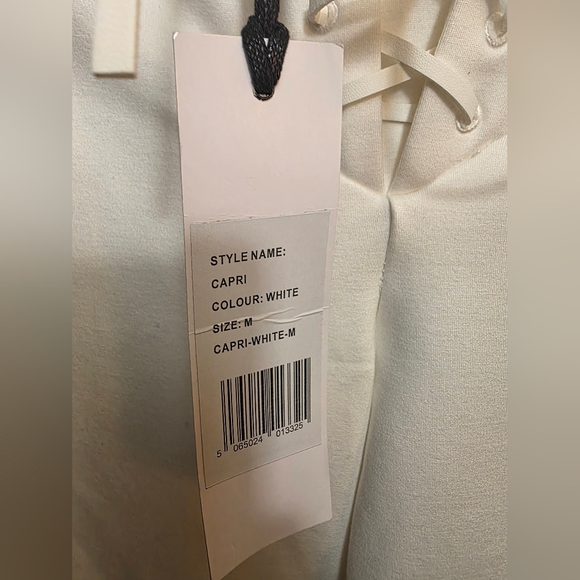 STYLE NAME:
CAPRI
COLOUR: WHITE
SIZE: M
CAPRI-WHITE-M
5 065024 013325